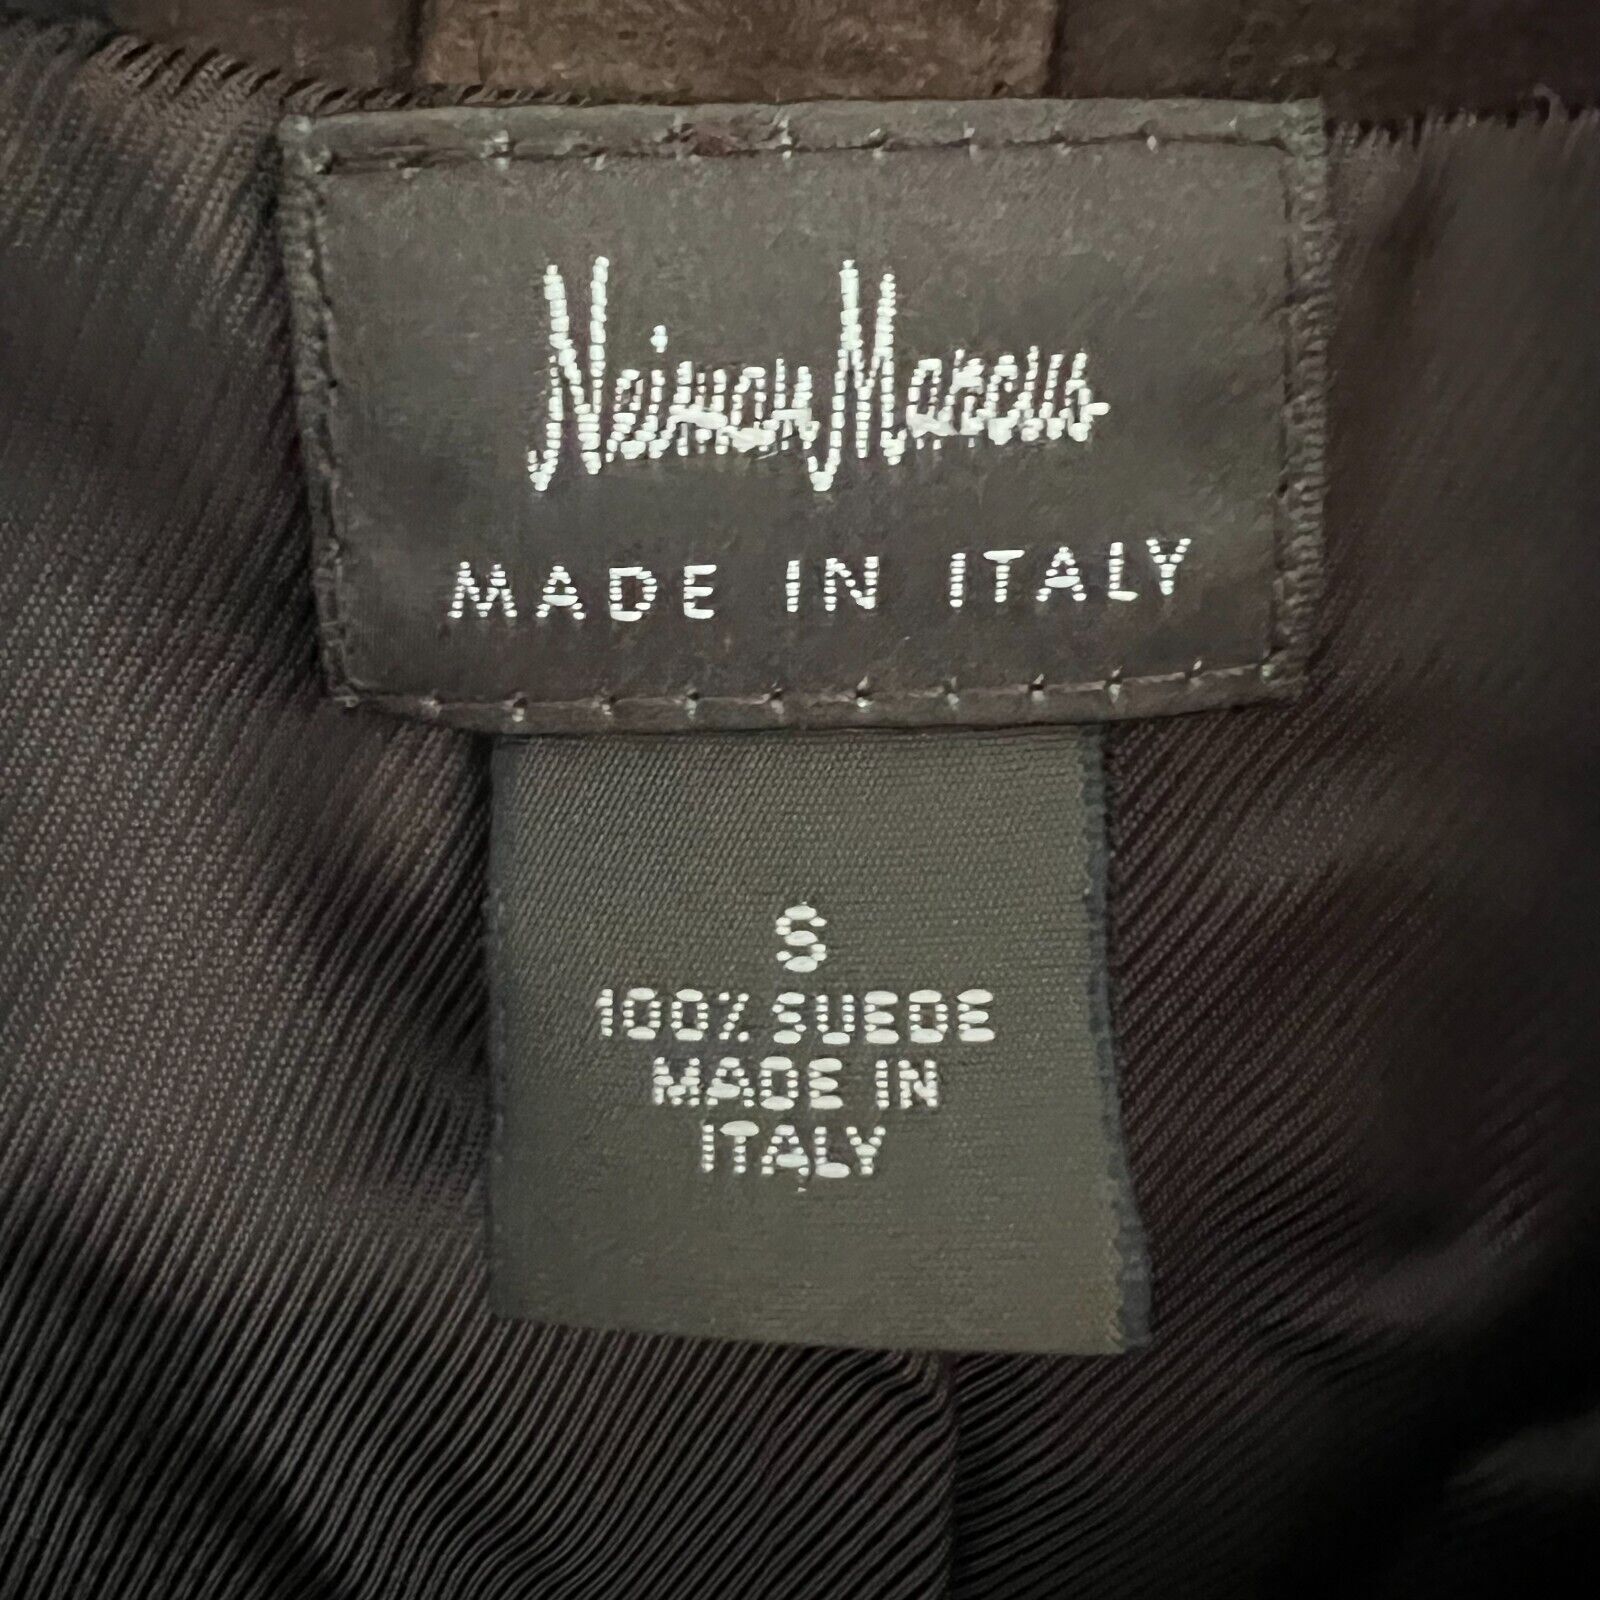 Neiman Marcus
MADE IN ITALY
S
100% SUEDE
MADE IN
ITALY